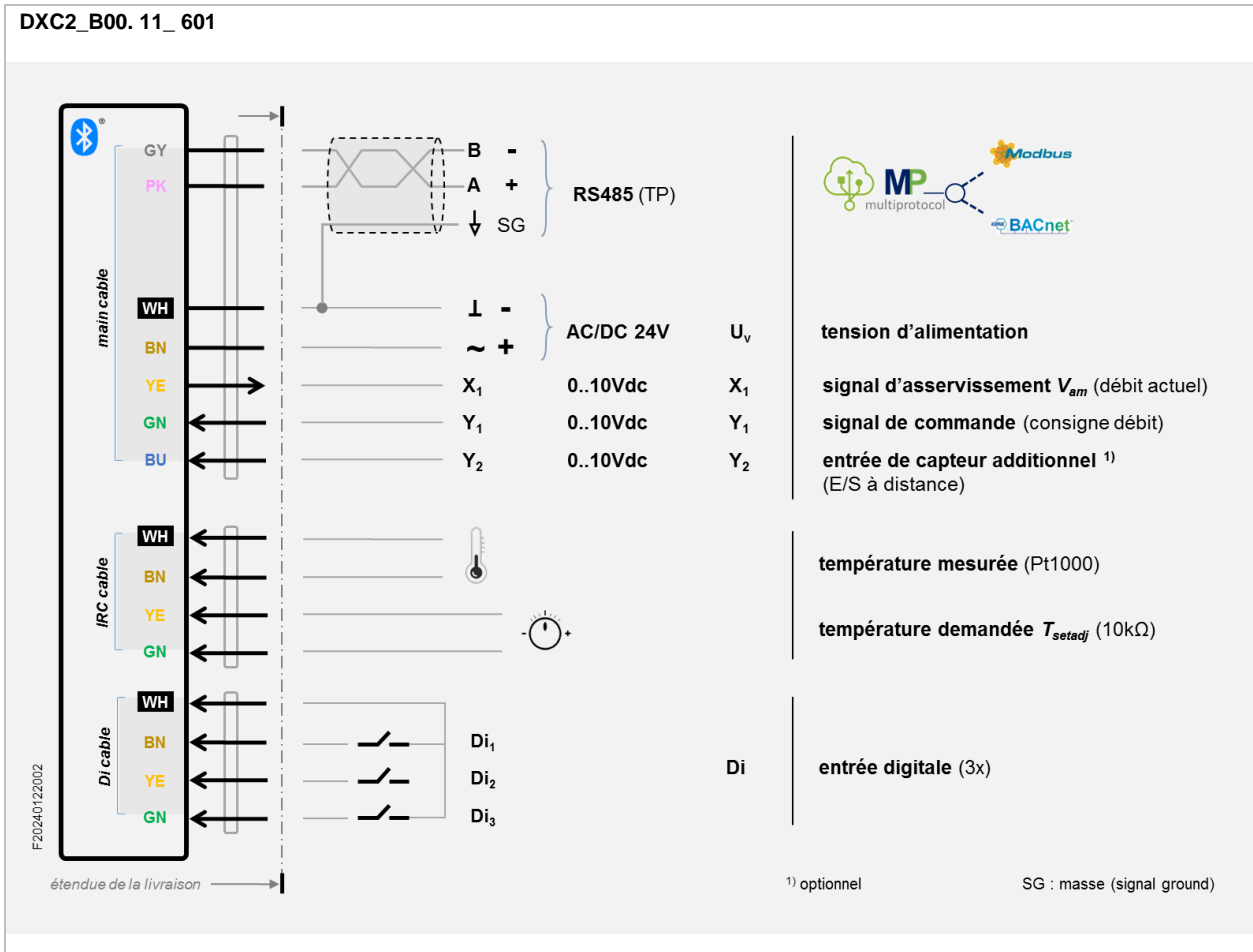 DXC2_B00. 11_ 601
®
GY B -
PK A + RS485 (TP)
SG
MP multiprotocol
Modbus
ASHRAE BACnet™
main cable
WH ⊥ -
BN ~ + AC/DC 24V Uv tension d’alimentation
YE X1 0..10Vdc X1 signal d’asservissement Vam (débit actuel)
GN Y1 0..10Vdc Y1 signal de commande (consigne débit)
BU Y2 0..10Vdc Y2 entrée de capteur additionnel 1)
(E/S à distance)
IRC cable
WH
BN
température mesurée (Pt1000)
YE
- +
température demandée Tsetadj (10kΩ)
GN
Di cable
WH
BN Di1
Di entrée digitale (3x)
YE Di2
GN Di3
F20240122002
étendue de la livraison
1) optionnel SG : masse (signal ground)